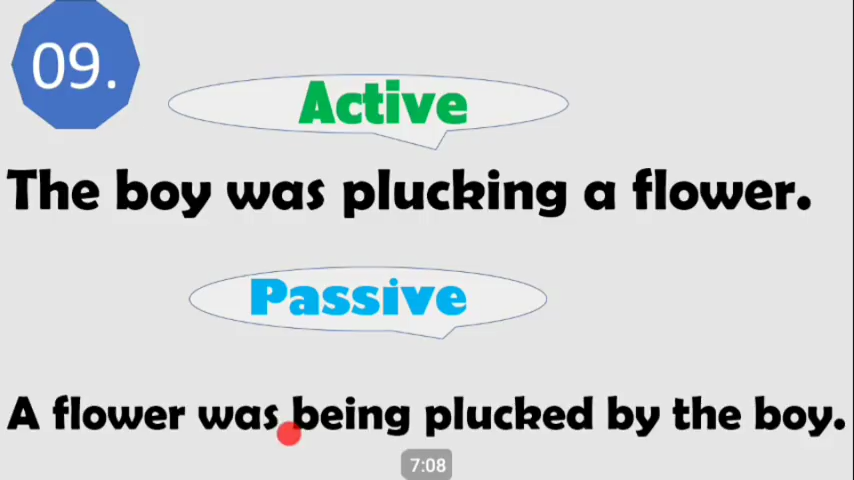 09.
Active
The boy was plucking a flower.
Passive
A flower was being plucked by the boy.
7:08